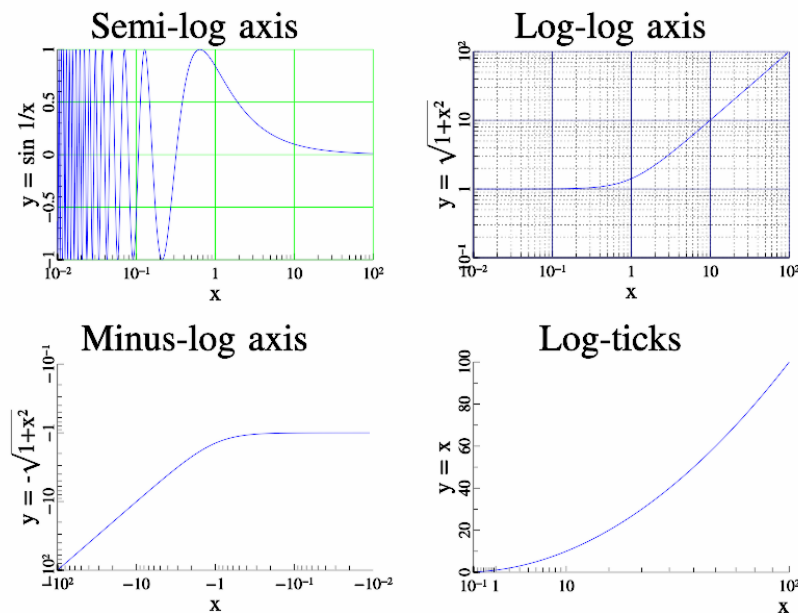 Semi-log axis
y = sin 1/x
1
0.5
0
−0.5
−1
10⁻² 10⁻¹ 1 10 10²
x
Log-log axis
y = √1+x²
10²
10
1
10⁻¹
10⁻² 10⁻¹ 1 10 10²
x
Minus-log axis
y = -√1+x²
−10⁻¹
−1
−10
−10²
−10² −10 −1 −10⁻¹ −10⁻²
x
Log-ticks
y = x
100
80
60
40
20
0
10⁻¹ 1 10 10²
x